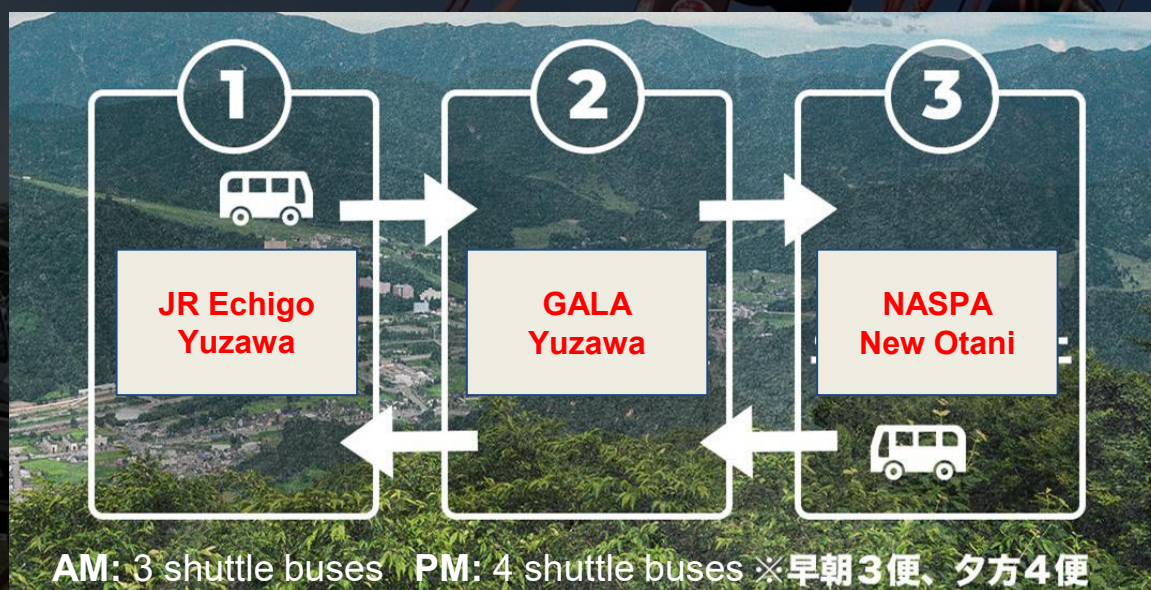 1
2
3
JR Echigo
Yuzawa
GALA
Yuzawa
NASPA
New Otani
AM: 3 shuttle buses PM: 4 shuttle buses ※早朝3便、夕方4便